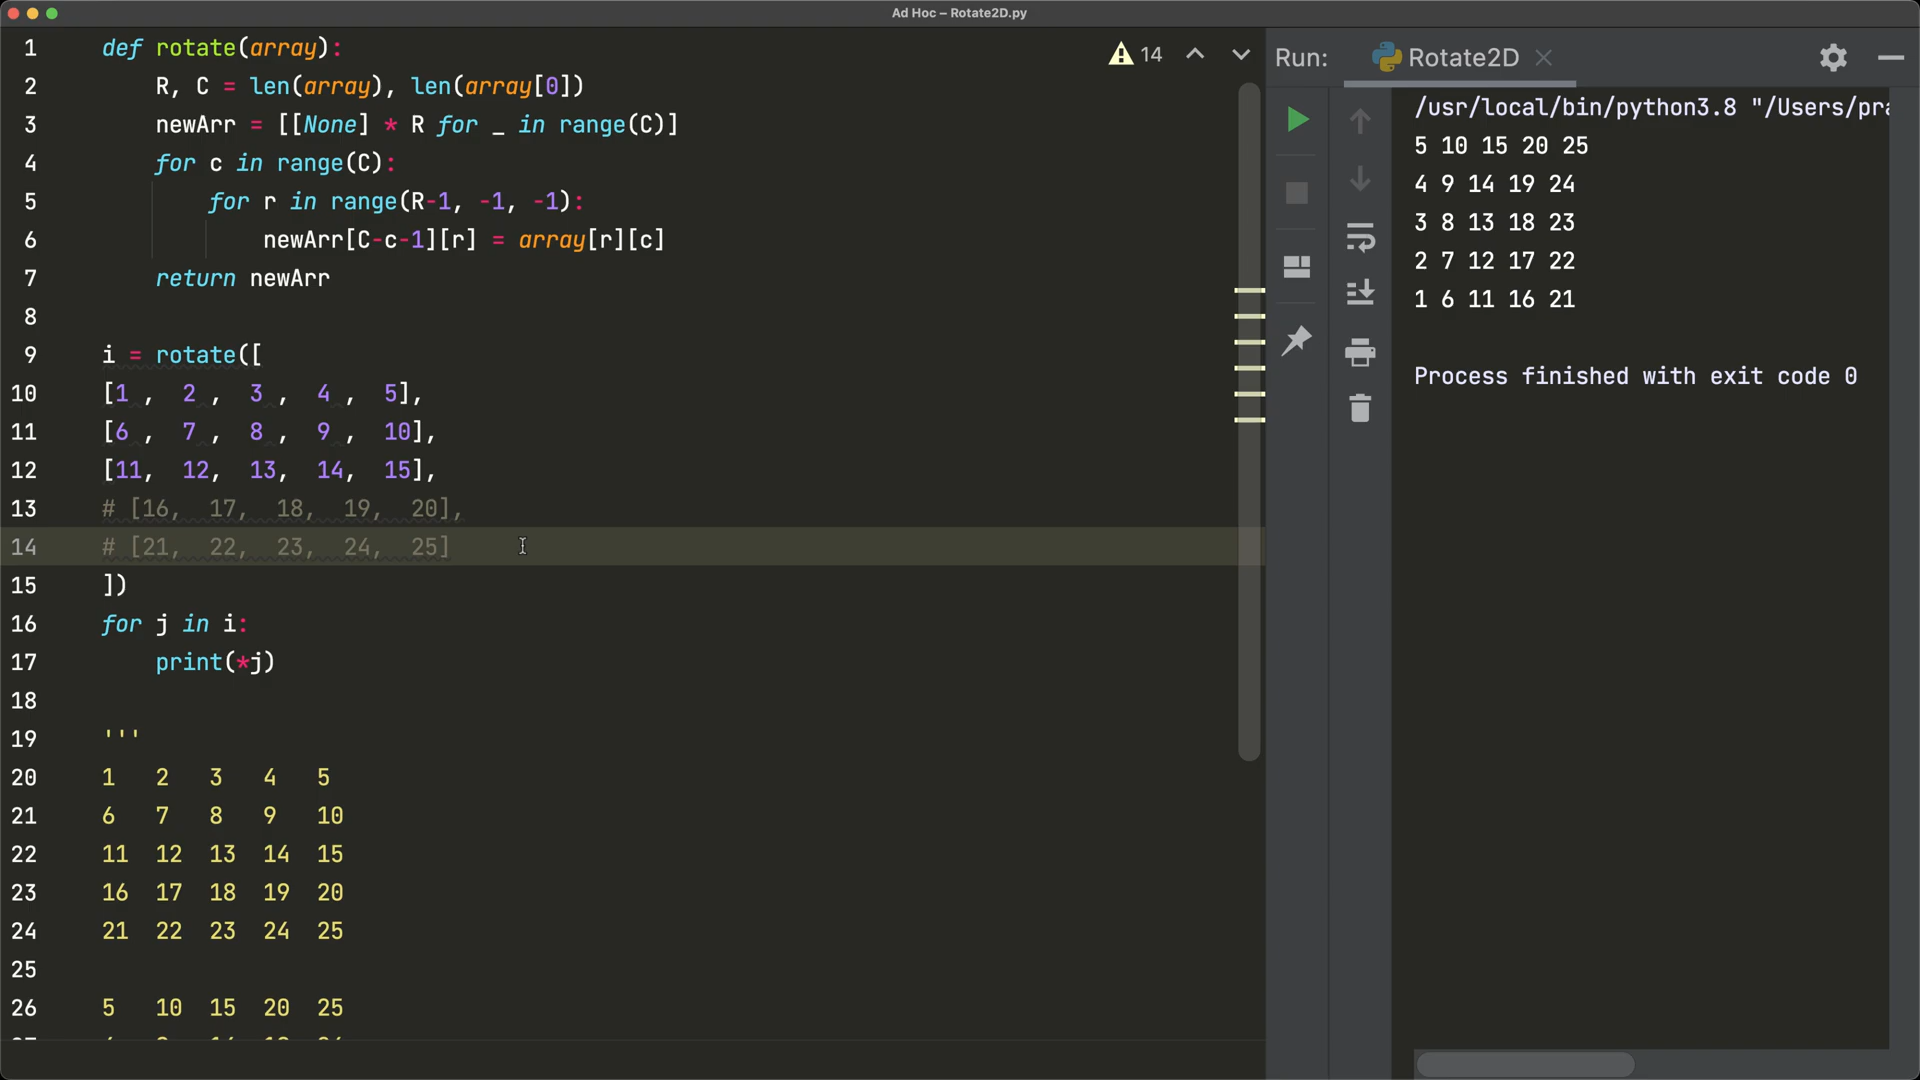 Ad Hoc – Rotate2D.py
1 def rotate(array):
2 R, C = len(array), len(array[0])
3 newArr = [[None] * R for _ in range(C)]
4 for c in range(C):
5 for r in range(R-1, -1, -1):
6 newArr[C-c-1][r] = array[r][c]
7 return newArr
8
9 i = rotate([
10 [1 , 2 , 3 , 4 , 5],
11 [6 , 7 , 8 , 9 , 10],
12 [11, 12, 13, 14, 15],
13 # [16, 17, 18, 19, 20],
14 # [21, 22, 23, 24, 25]
15 ])
16 for j in i:
17 print(*j)
18
19 '''
20 1 2 3 4 5
21 6 7 8 9 10
22 11 12 13 14 15
23 16 17 18 19 20
24 21 22 23 24 25
25
26 5 10 15 20 25
14
Run: Rotate2D
/usr/local/bin/python3.8 "/Users/pra
5 10 15 20 25
4 9 14 19 24
3 8 13 18 23
2 7 12 17 22
1 6 11 16 21
Process finished with exit code 0